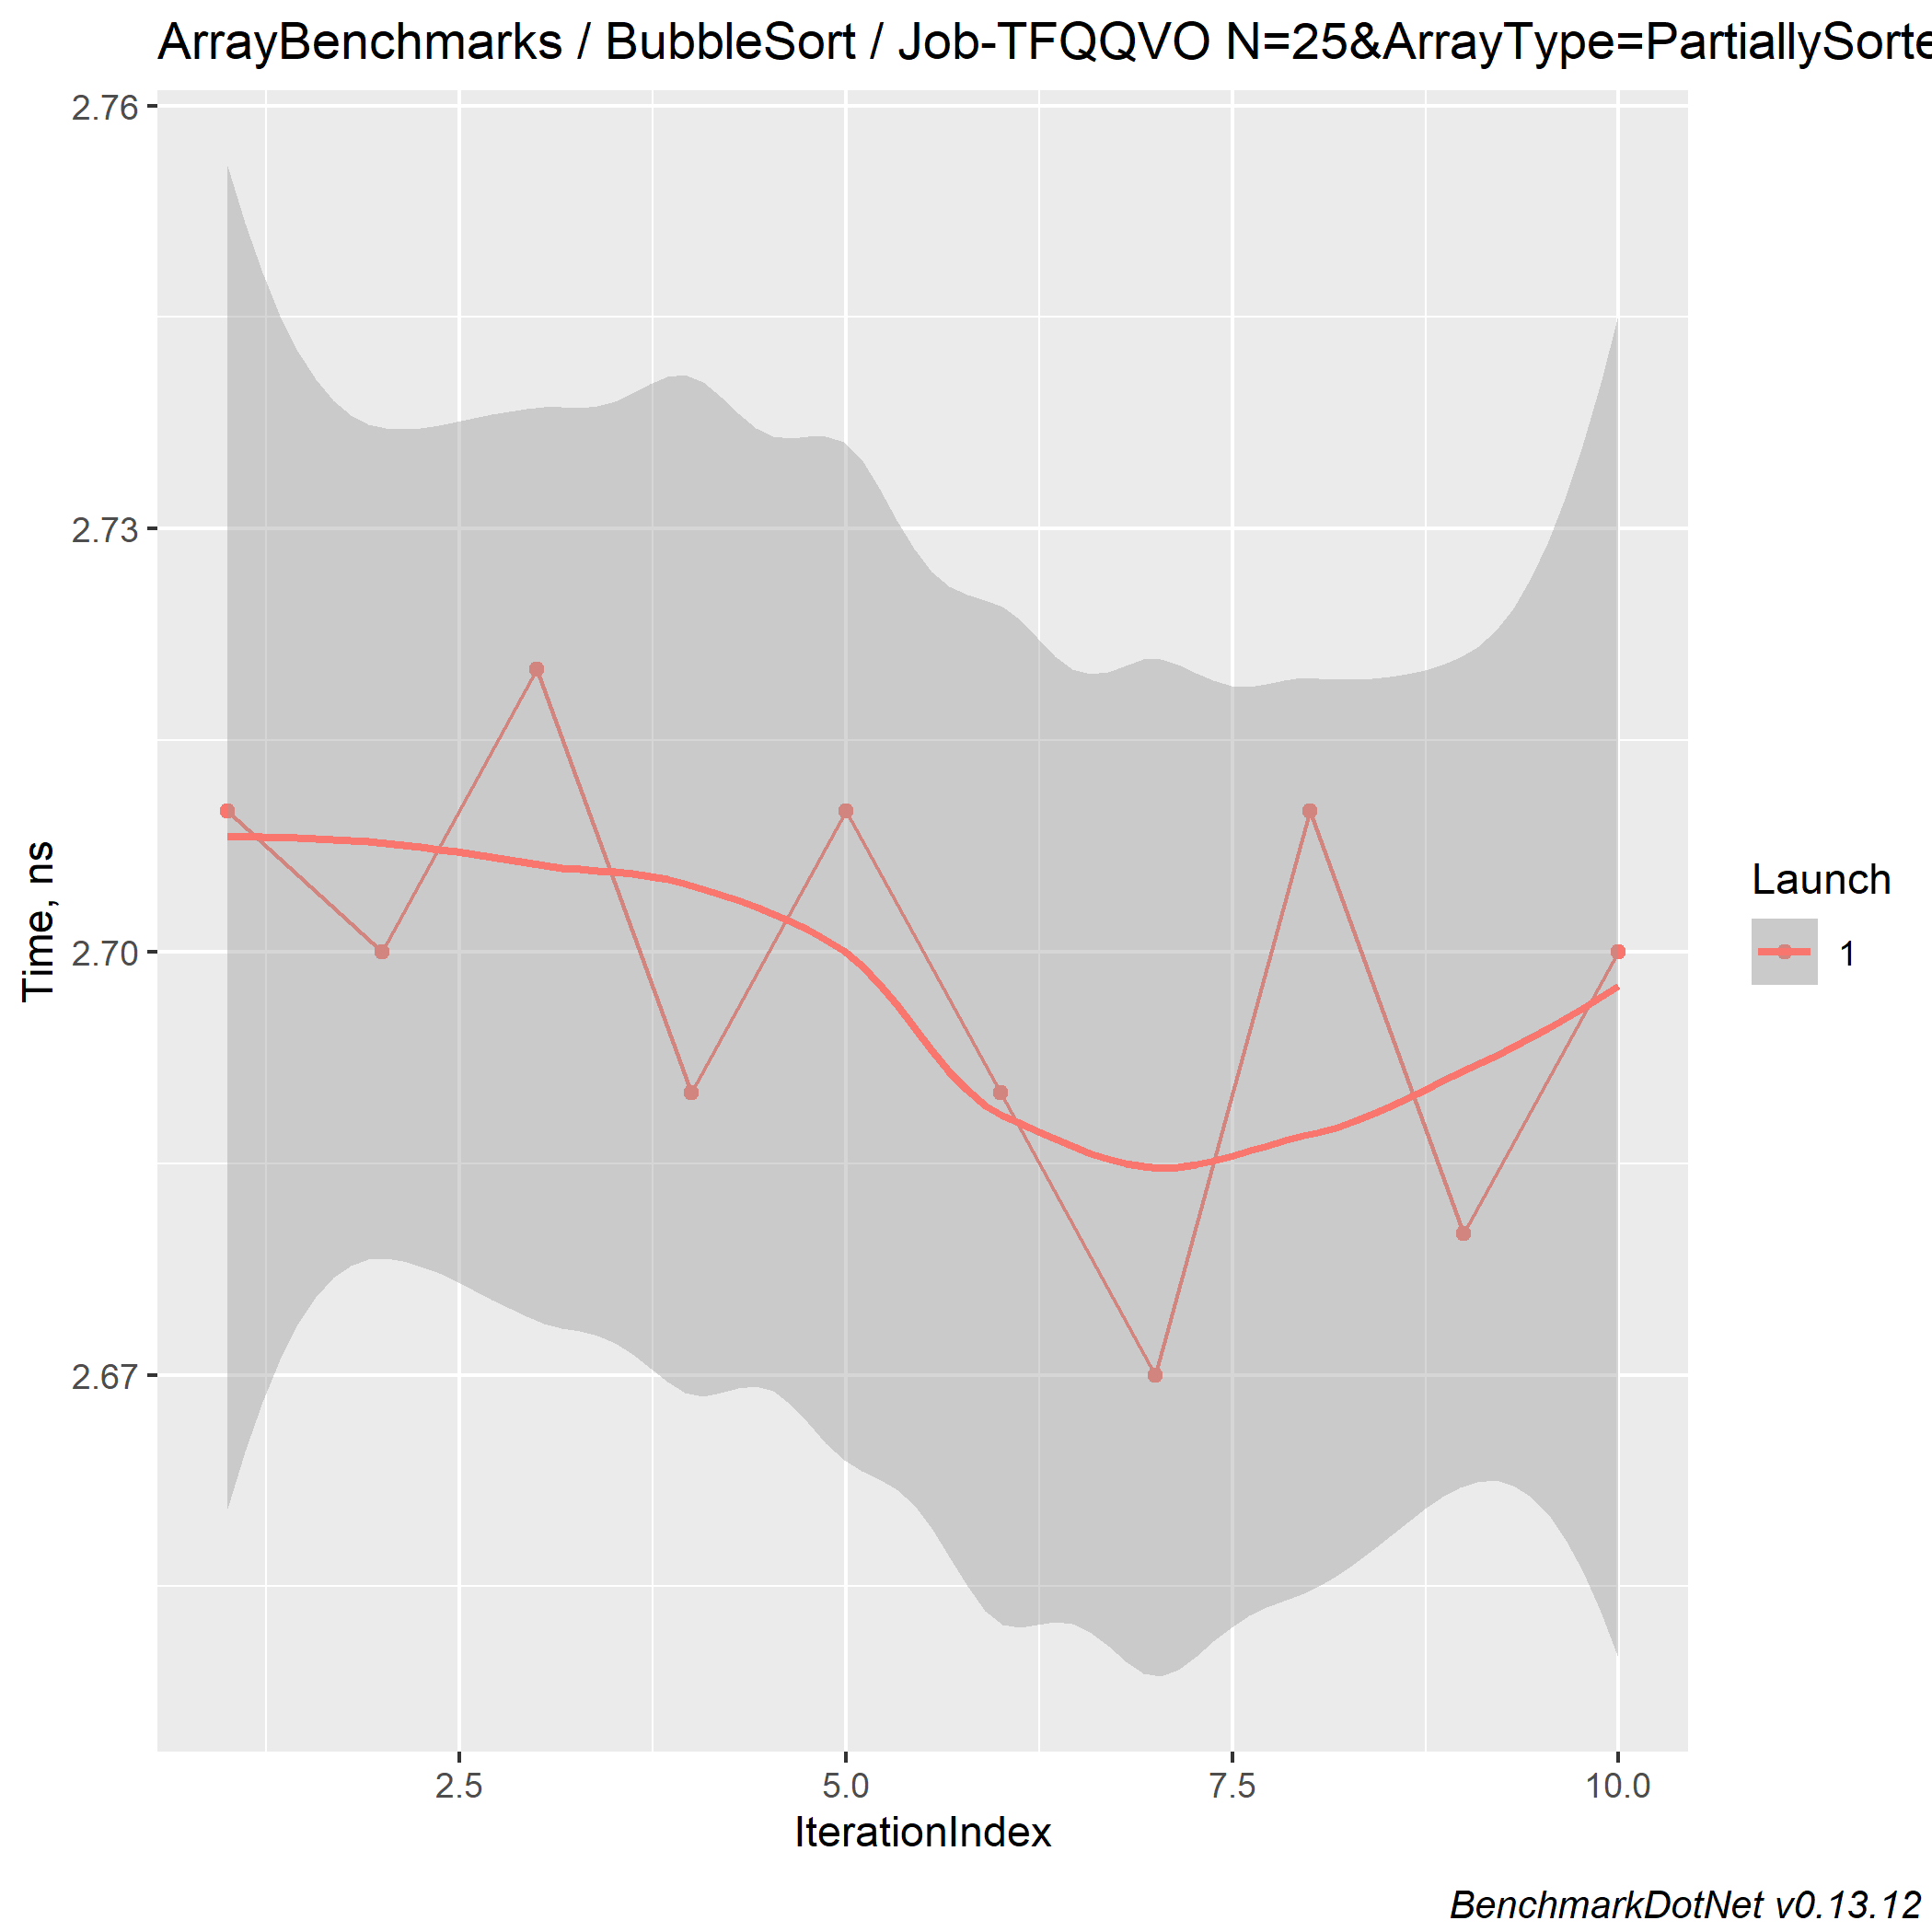 ArrayBenchmarks / BubbleSort / Job-TFQQVO N=25&ArrayType=PartiallySorte
2.76
2.73
2.70
2.67
Time, ns
2.5 5.0 7.5 10.0
IterationIndex
Launch
1
BenchmarkDotNet v0.13.12